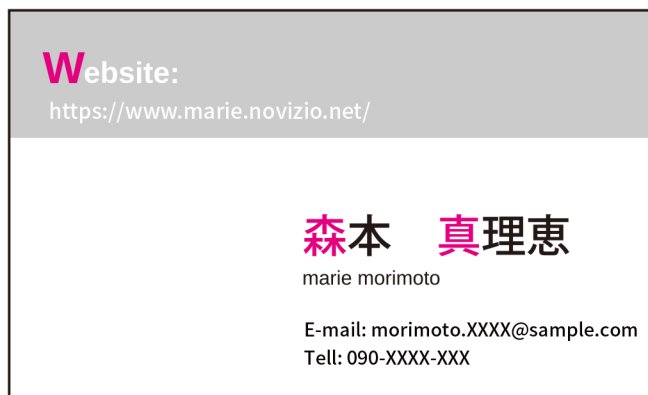 Website:
https://www.marie.novizio.net/
森本　真理恵
marie morimoto
E-mail: morimoto.XXXX@sample.com
Tell: 090-XXXX-XXX